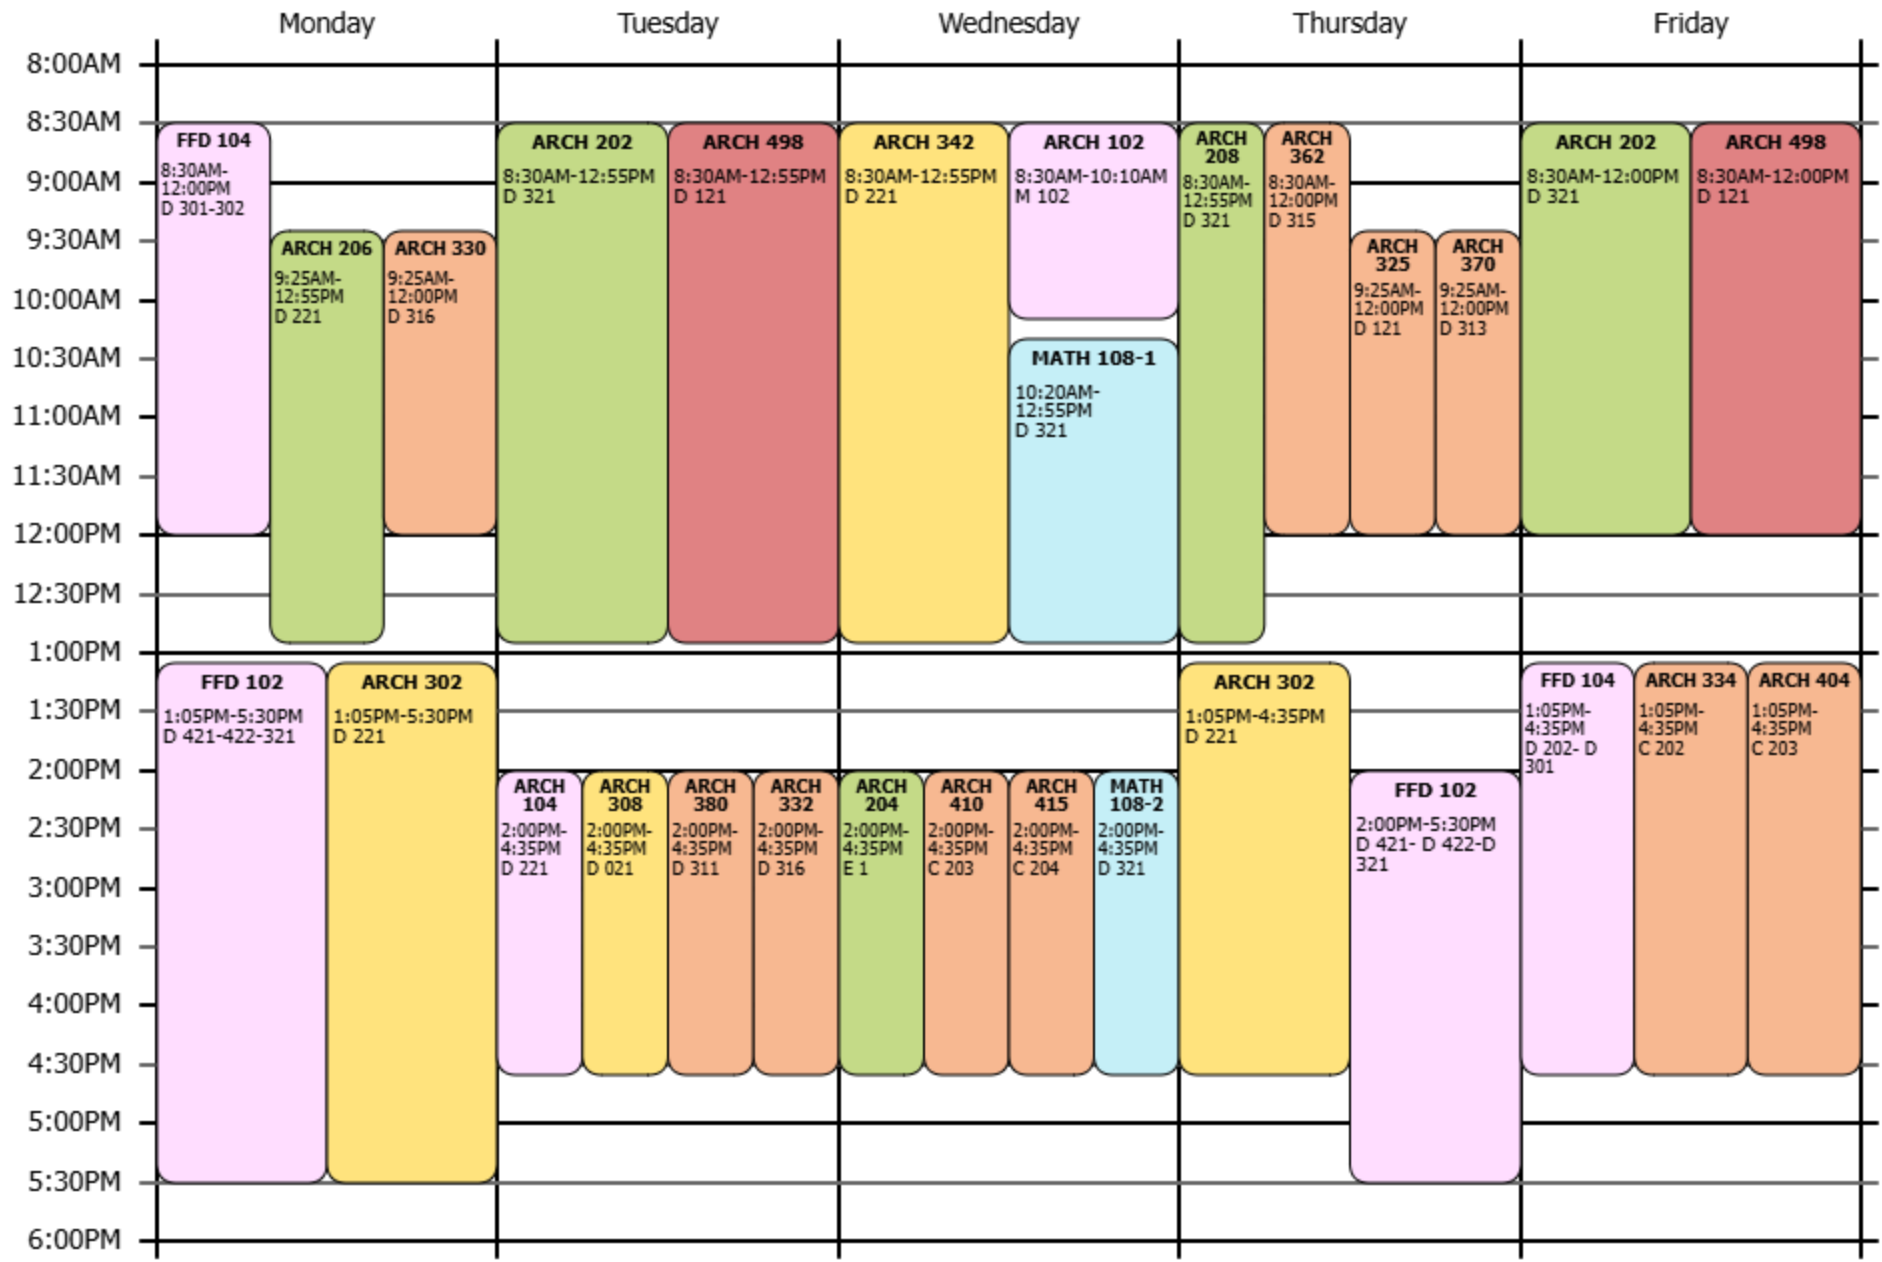 Monday
Tuesday
Wednesday
Thursday
Friday
8:00AM
8:30AM
9:00AM
9:30AM
10:00AM
10:30AM
11:00AM
11:30AM
12:00PM
12:30PM
1:00PM
1:30PM
2:00PM
2:30PM
3:00PM
3:30PM
4:00PM
4:30PM
5:00PM
5:30PM
6:00PM
FFD 104
8:30AM-
12:00PM
D 301-302
ARCH 206
9:25AM-
12:55PM
D 221
ARCH 330
9:25AM-
12:00PM
D 316
FFD 102
1:05PM-5:30PM
D 421-422-321
ARCH 302
1:05PM-5:30PM
D 221
ARCH 202
8:30AM-12:55PM
D 321
ARCH 498
8:30AM-12:55PM
D 121
ARCH
104
2:00PM-
4:35PM
D 221
ARCH
308
2:00PM-
4:35PM
D 021
ARCH
380
2:00PM-
4:35PM
D 311
ARCH
332
2:00PM-
4:35PM
D 316
ARCH 342
8:30AM-12:55PM
D 221
ARCH 102
8:30AM-10:10AM
M 102
MATH 108-1
10:20AM-
12:55PM
D 321
ARCH
204
2:00PM-
4:35PM
E 1
ARCH
410
2:00PM-
4:35PM
C 203
ARCH
415
2:00PM-
4:35PM
C 204
MATH
108-2
2:00PM-
4:35PM
D 321
ARCH
208
8:30AM-
12:55PM
D 321
ARCH
362
8:30AM-
12:00PM
D 315
ARCH
325
9:25AM-
12:00PM
D 121
ARCH
370
9:25AM-
12:00PM
D 313
ARCH 302
1:05PM-4:35PM
D 221
FFD 102
2:00PM-5:30PM
D 421- D 422-D
321
ARCH 202
8:30AM-12:00PM
D 321
ARCH 498
8:30AM-12:00PM
D 121
FFD 104
1:05PM-
4:35PM
D 202- D
301
ARCH 334
1:05PM-
4:35PM
C 202
ARCH 404
1:05PM-
4:35PM
C 203